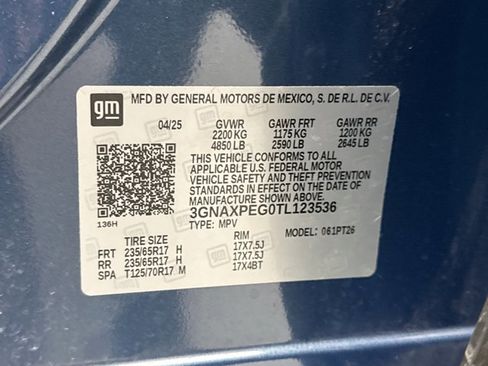 gm
MFD BY GENERAL MOTORS DE MEXICO, S. DE R.L. DE C.V.
04/25 GVWR GAWR FRT GAWR RR
2200 KG 1175 KG 1200 KG
4850 LB 2590 LB 2645 LB
THIS VEHICLE CONFORMS TO ALL
APPLICABLE U.S. FEDERAL MOTOR
VEHICLE SAFETY AND THEFT PREVENTION
STANDARDS IN EFFECT ON THE DATE OF
MANUFACTURE SHOWN ABOVE.
3GNAXPEG0TL123536
136H
TYPE: MPV MODEL: 061PT26
TIRE SIZE RIM
FRT 235/65R17 H 17X7.5J
RR 235/65R17 H 17X7.5J
SPA T125/70R17 M 17X4BT